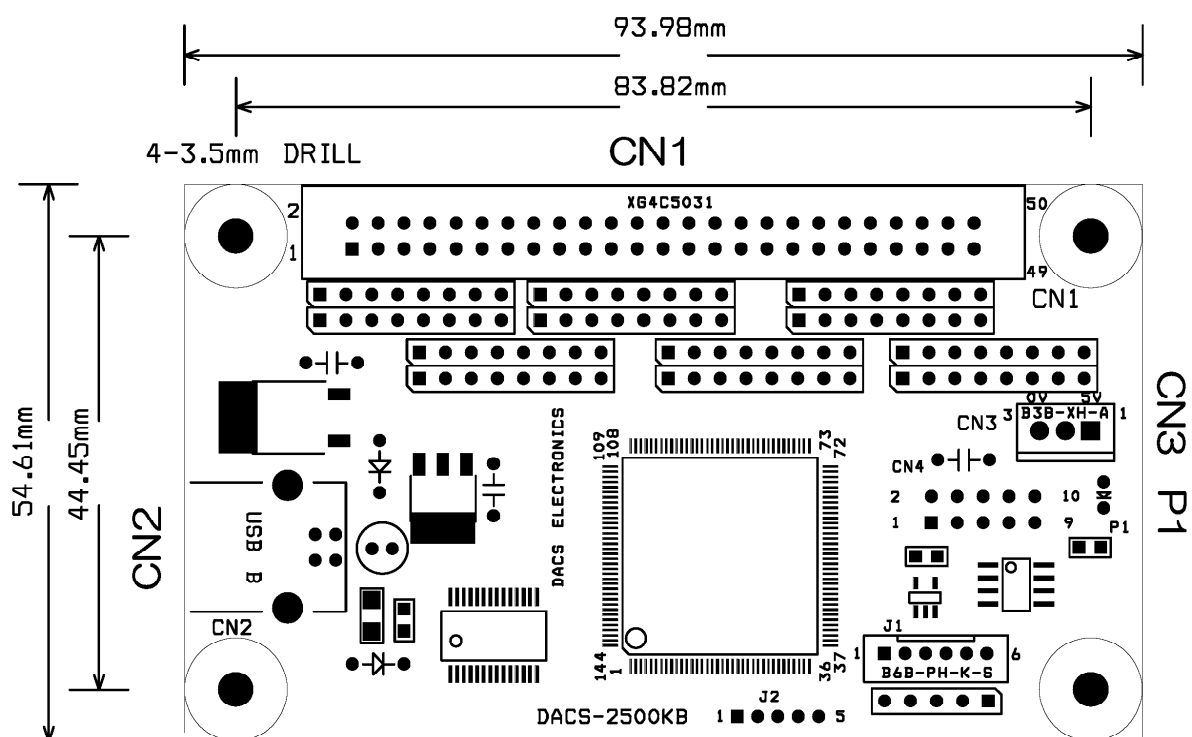 93.98mm
83.82mm
4-3.5mm DRILL
CN1
XG4C5031
2
50
1
49
CN1
54.61mm
44.45mm
0V 5V
3 B3B-XH-A 1
CN3
CN3 P1
109
108
73
72
DACS ELECTRONICS
CN4
2
10
1
9
P1
CN2
USB B
CN2
J1
1
6
B6B-PH-K-S
144
1
36
37
J2
DACS-2500KB
1
5